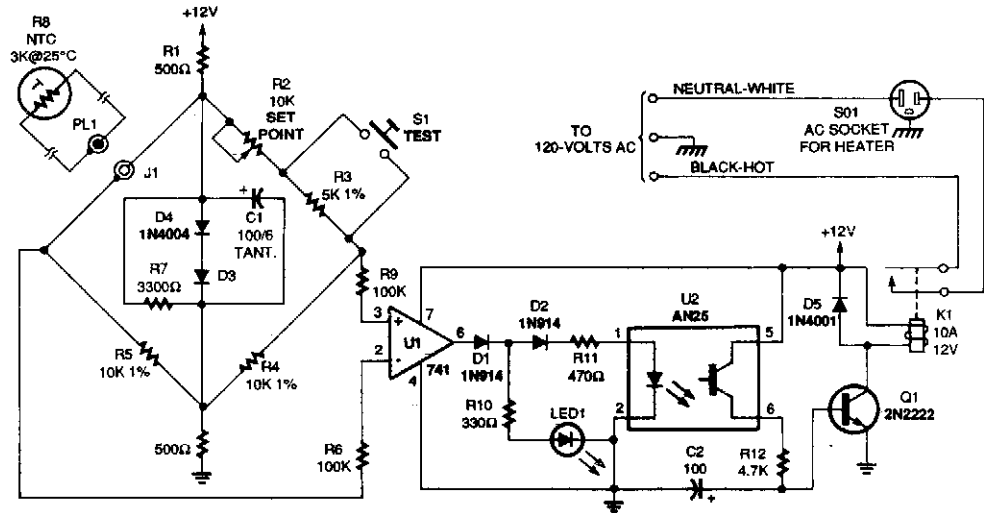 +12V
R8
NTC
3K@25°C
T
PL1
J1
R1
500Ω
R2
10K
SET
POINT
S1
TEST
R3
5K 1%
+
C1
100/6
TANT.
D4
1N4004
D3
R7
3300Ω
R5
10K 1%
R4
10K 1%
500Ω
R9
100K
R6
100K
3
+
2
-
U1
741
7
4
6
D1
1N914
D2
1N914
R11
470Ω
R10
330Ω
LED1
U2
AN25
1
2
5
6
C2
100
+
R12
4.7K
TO
120-VOLTS AC
NEUTRAL-WHITE
BLACK-HOT
S01
AC SOCKET
FOR HEATER
+12V
D5
1N4001
K1
10A
12V
Q1
2N2222